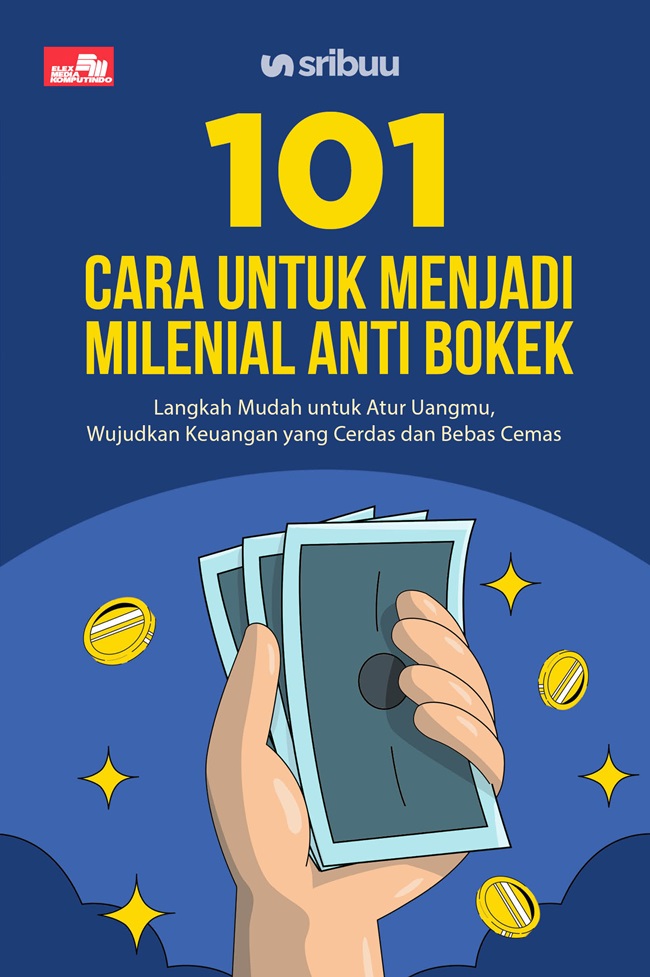 ELEX
MEDIA
KOMPUTINDO
sribuu
101
CARA UNTUK MENJADI
MILENIAL ANTI BOKEK
Langkah Mudah untuk Atur Uangmu,
Wujudkan Keuangan yang Cerdas dan Bebas Cemas